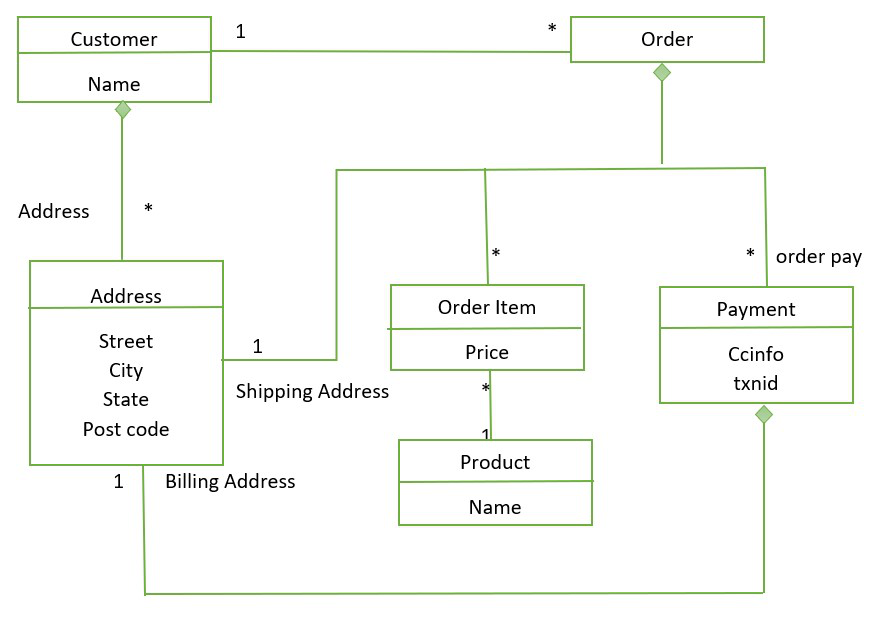 Customer
Name
1
*
Order
Address
*
*
*
order pay
Address
Street
City
State
Post code
1
Shipping Address
Order Item
Price
*
1
Payment
Ccinfo
txnid
Product
Name
1
Billing Address